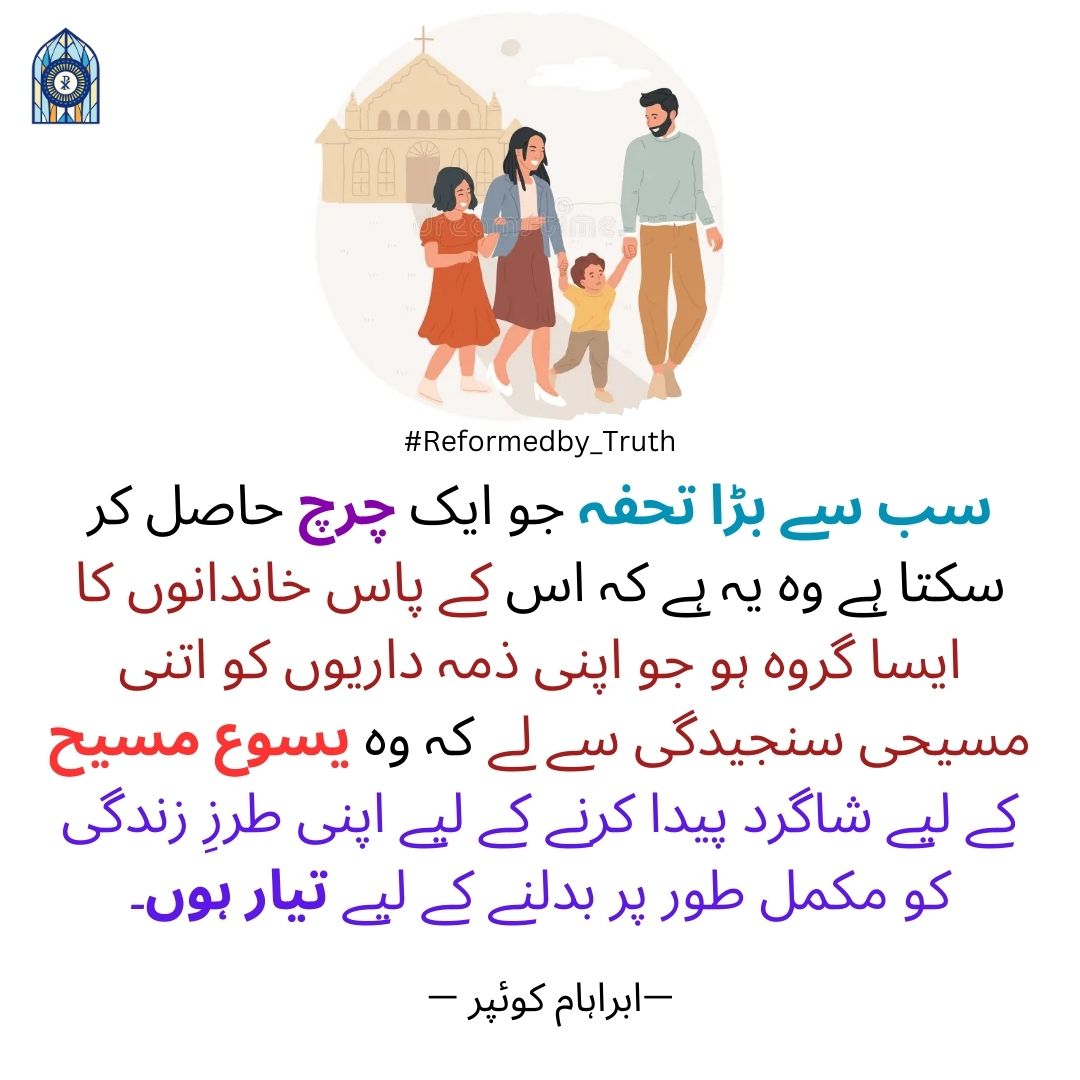 dreamstime.
#Reformedby_Truth
سب سے بڑا تحفہ جو ایک چرچ حاصل کر
سکتا ہے وہ یہ ہے کہ اس کے پاس خاندانوں کا
ایسا گروہ ہو جو اپنی ذمہ داریوں کو اتنی
مسیحی سنجیدگی سے لے کہ وہ یسوع مسیح
کے لیے شاگرد پیدا کرنے کے لیے اپنی طرزِ زندگی
کو مکمل طور پر بدلنے کے لیے تیار ہوں۔
—ابراہام کوئپر —